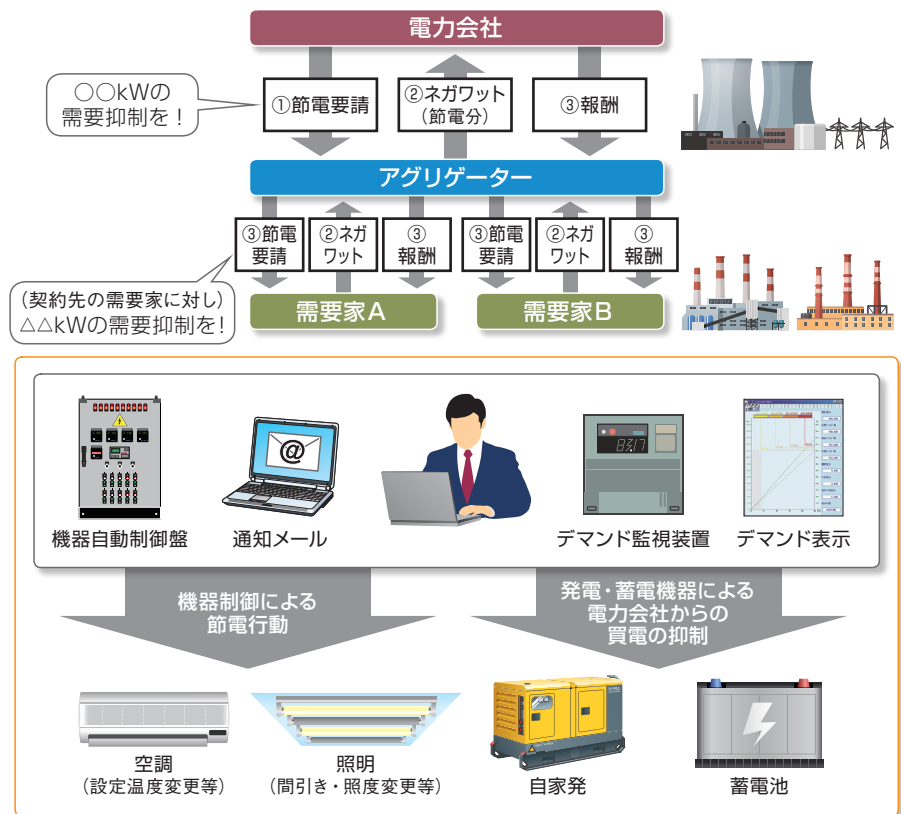 電力会社
○○kWの
需要抑制を！
①節電要請
②ネガワット
（節電分）
③報酬
アグリゲーター
③節電
要請
②ネガ
ワット
③
報酬
③節電
要請
②ネガ
ワット
③
報酬
（契約先の需要家に対し）
△△kWの需要抑制を！
需要家A
需要家B
@
8317
機器自動制御盤
通知メール
デマンド監視装置
デマンド表示
機器制御による
節電行動
発電・蓄電機器による
電力会社からの
買電の抑制
空調
（設定温度変更等）
照明
（間引き・照度変更等）
自家発
蓄電池